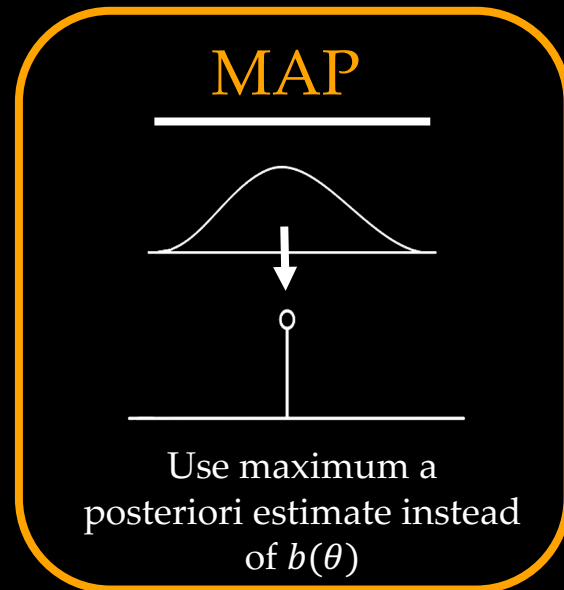 MAP
Use maximum a
posteriori estimate instead
of b(θ)